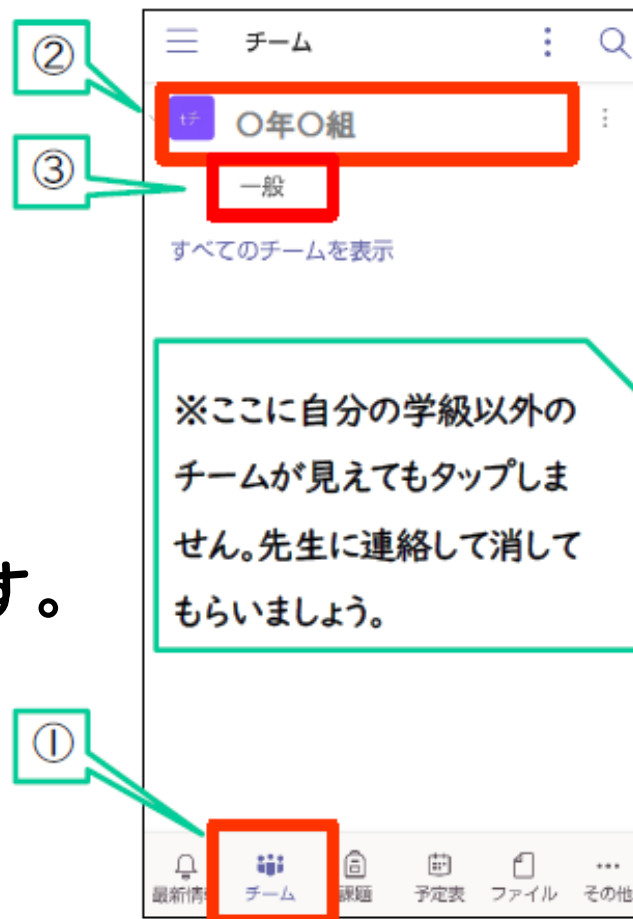 ②
チーム
tチ
〇年〇組
③
一般
すべてのチームを表示
※ここに自分の学級以外の
チームが見えてもタップしま
せん。先生に連絡して消して
もらいましょう。
す。
①
最新情
チーム
課題
予定表
ファイル
その他